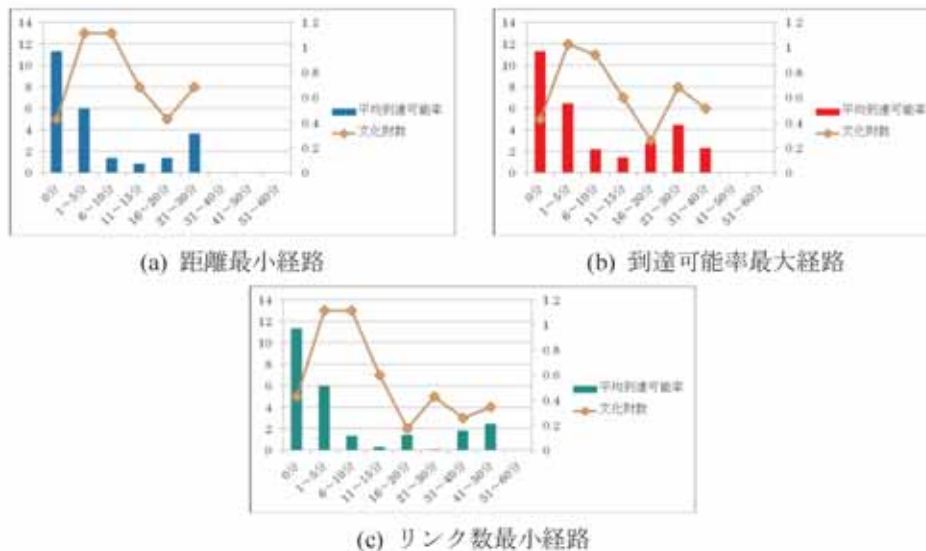 14
12
10
8
6
4
2
0
1.2
1
0.8
0.6
0.4
0.2
0
0分
1～5分
6～10分
11～15分
16～20分
21～30分
31～40分
41～50分
51～60分
平均到達可能率
文化財数
(a) 距離最小経路
14
12
10
8
6
4
2
0
1.2
1
0.8
0.6
0.4
0.2
0
0分
1～5分
6～10分
11～15分
16～20分
21～30分
31～40分
41～50分
51～60分
平均到達可能率
文化財数
(b) 到達可能率最大経路
14
12
10
8
6
4
2
0
1.2
1
0.8
0.6
0.4
0.2
0
0分
1～5分
6～10分
11～15分
16～20分
21～30分
31～40分
41～50分
51～60分
平均到達可能率
文化財数
(c) リンク数最小経路